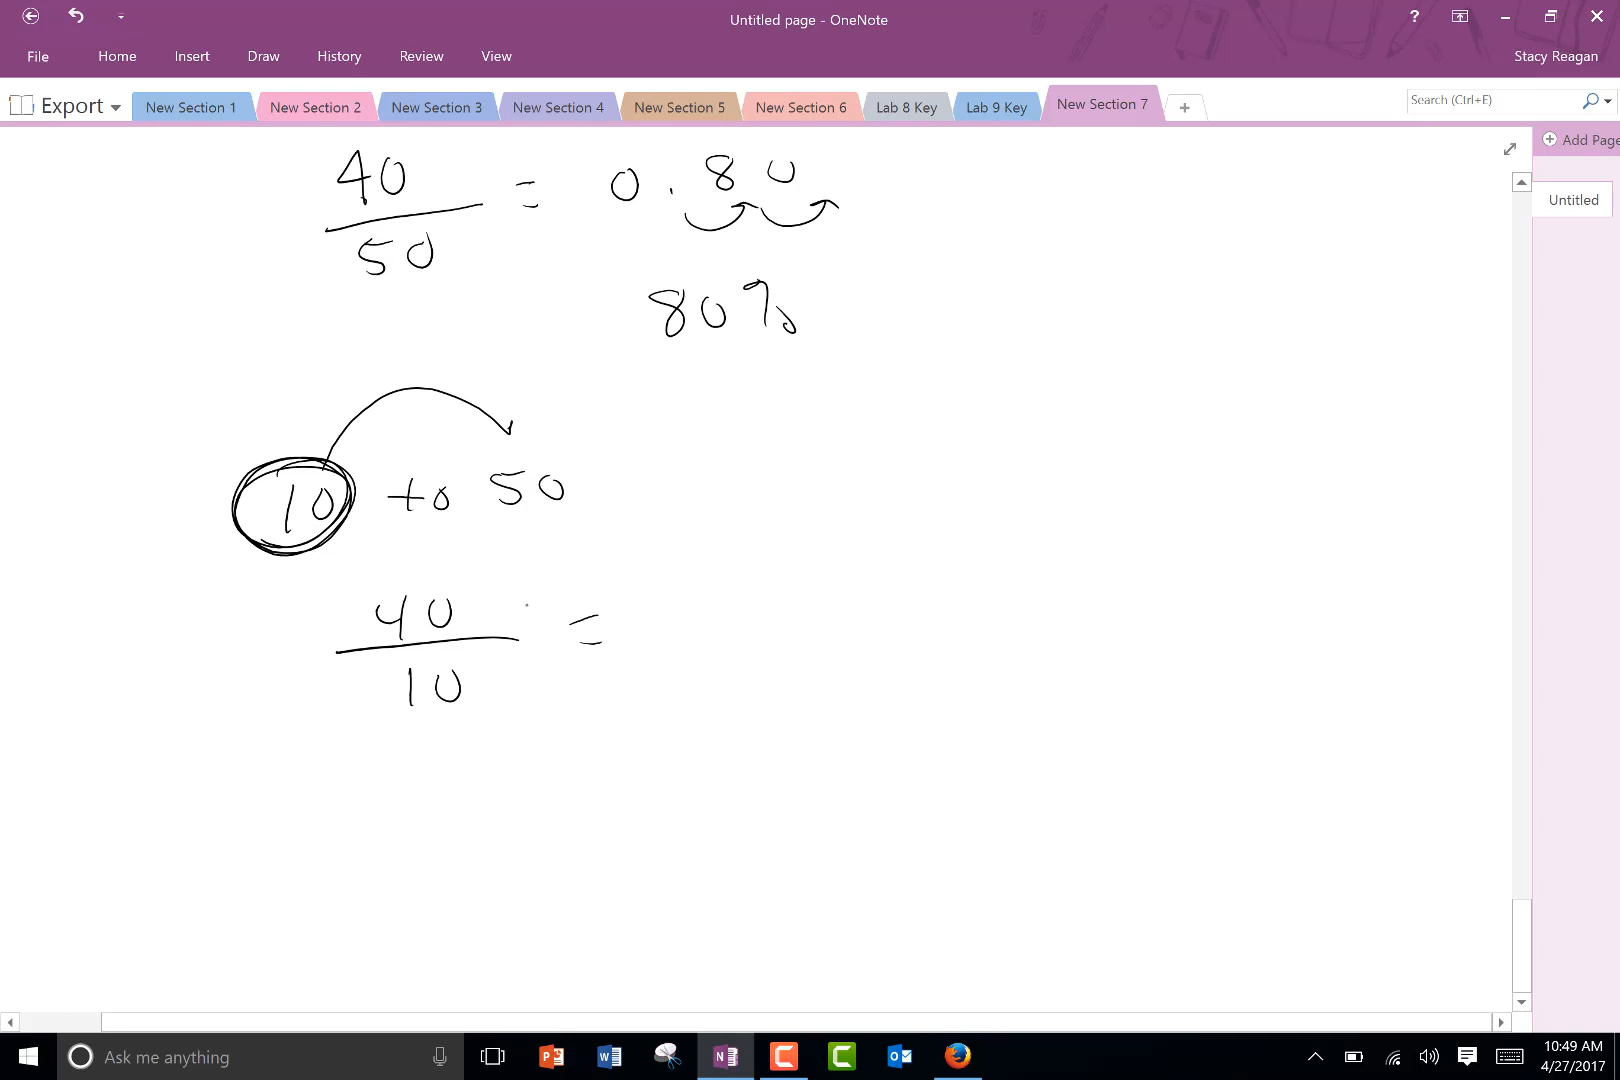 Untitled page - OneNote
?
File Home Insert Draw History Review View Stacy Reagan
Export New Section 1 New Section 2 New Section 3 New Section 4 New Section 5 New Section 6 Lab 8 Key Lab 9 Key New Section 7 + Search (Ctrl+E)
Add Page
Untitled
40
50
= 0.80
80%
10 to 50
40
10
=
Ask me anything
10:49 AM
4/27/2017